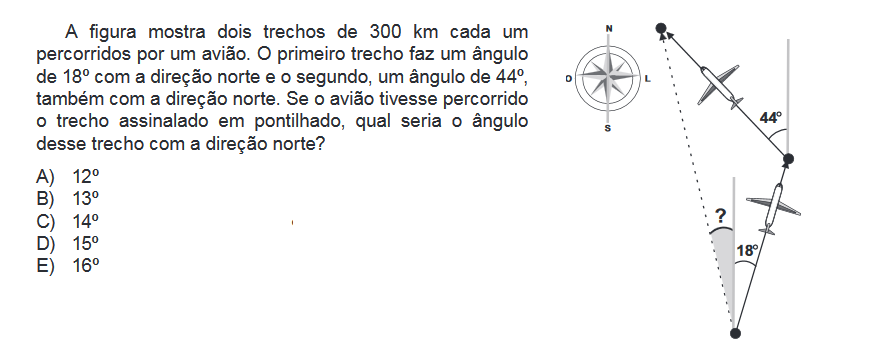 A figura mostra dois trechos de 300 km cada um
percorridos por um avião. O primeiro trecho faz um ângulo
de 18º com a direção norte e o segundo, um ângulo de 44º,
também com a direção norte. Se o avião tivesse percorrido
o trecho assinalado em pontilhado, qual seria o ângulo
desse trecho com a direção norte?
A) 12º
B) 13º
C) 14º
D) 15º
E) 16º
N
O
L
S
44º
?
18º